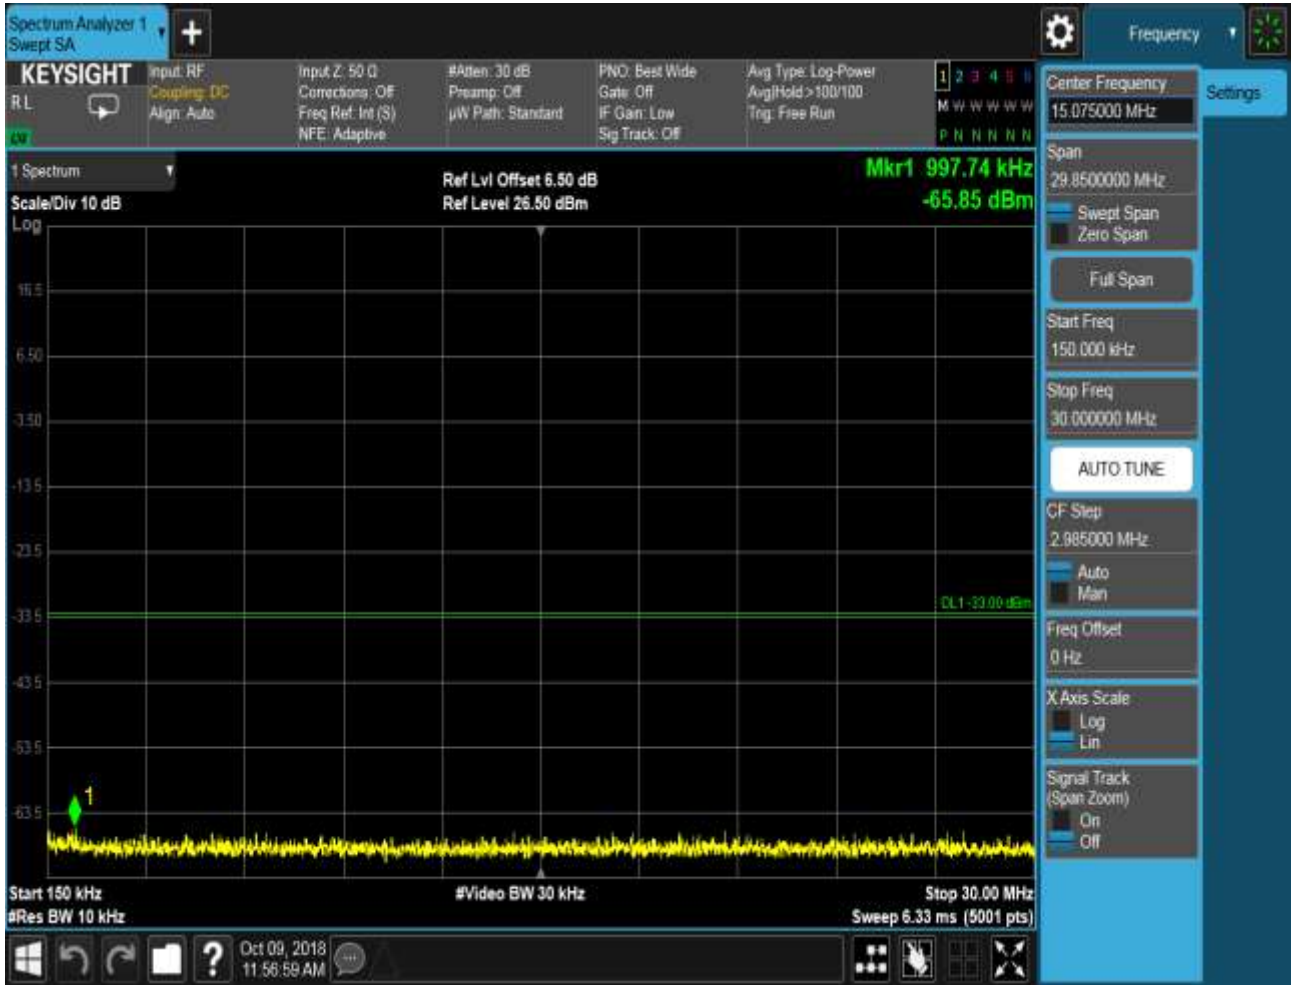 Spectrum Analyzer 1
Swept SA
Frequency
KEYSIGHT
R L
Input: RF
Coupling: DC
Align: Auto
Input Z: 50 Ω
Corrections: Off
Freq Ref: Int (S)
NFE: Adaptive
#Atten: 30 dB
Preamp: Off
µW Path: Standard
PNO: Best Wide
Gate: Off
IF Gain: Low
Sig Track: Off
Avg Type: Log-Power
Avg|Hold:>100/100
Trig: Free Run
1 2 3 4 5 6
M W W W W W
P N N N N N
1 Spectrum
Scale/Div 10 dB
Log
Ref Lvl Offset 6.50 dB
Ref Level 26.50 dBm
Mkr1 997.74 kHz
-65.85 dBm
16.5
6.50
-3.50
-13.5
-23.5
-33.5
-43.5
-53.5
-63.5
DL1 -33.00 dBm
1
Start 150 kHz
#Res BW 10 kHz
#Video BW 30 kHz
Stop 30.00 MHz
Sweep 6.33 ms (5001 pts)
Center Frequency
15.075000 MHz
Settings
Span
29.8500000 MHz
Swept Span
Zero Span
Full Span
Start Freq
150.000 kHz
Stop Freq
30.000000 MHz
AUTO TUNE
CF Step
2.985000 MHz
Auto
Man
Freq Offset
0 Hz
X Axis Scale
Log
Lin
Signal Track
(Span Zoom)
On
Off
?
Oct 09, 2018
11:56:59 AM